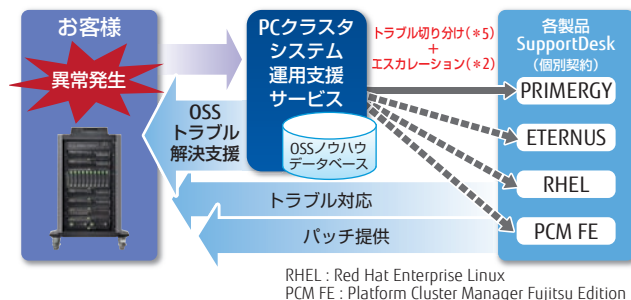 お客様
異常発生
PCクラスタ
システム
運用支援
サービス
OSSノウハウ
データベース
OSS
トラブル
解決支援
トラブル切り分け(*5)
+
エスカレーション(*2)
各製品
SupportDesk
(個別契約)
PRIMERGY
ETERNUS
RHEL
PCM FE
トラブル対応
パッチ提供
RHEL : Red Hat Enterprise Linux
PCM FE : Platform Cluster Manager Fujitsu Edition